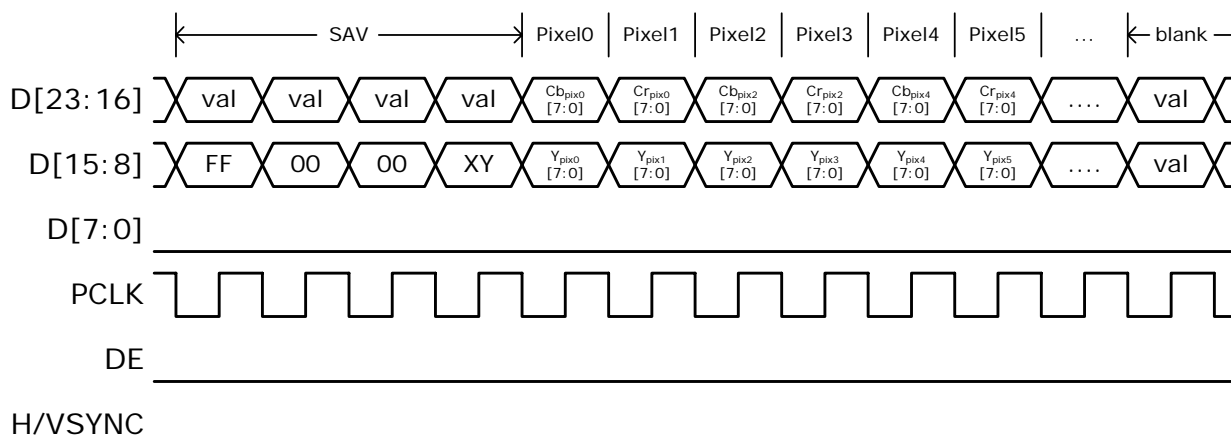 SAV Pixel0 Pixel1 Pixel2 Pixel3 Pixel4 Pixel5 ... blank
D[23:16] val val val val Cbpix0 [7:0] Crpix0 [7:0] Cbpix2 [7:0] Crpix2 [7:0] Cbpix4 [7:0] Crpix4 [7:0] .... val
D[15:8] FF 00 00 XY Ypix0 [7:0] Ypix1 [7:0] Ypix2 [7:0] Ypix3 [7:0] Ypix4 [7:0] Ypix5 [7:0] .... val
D[7:0]
PCLK
DE
H/VSYNC